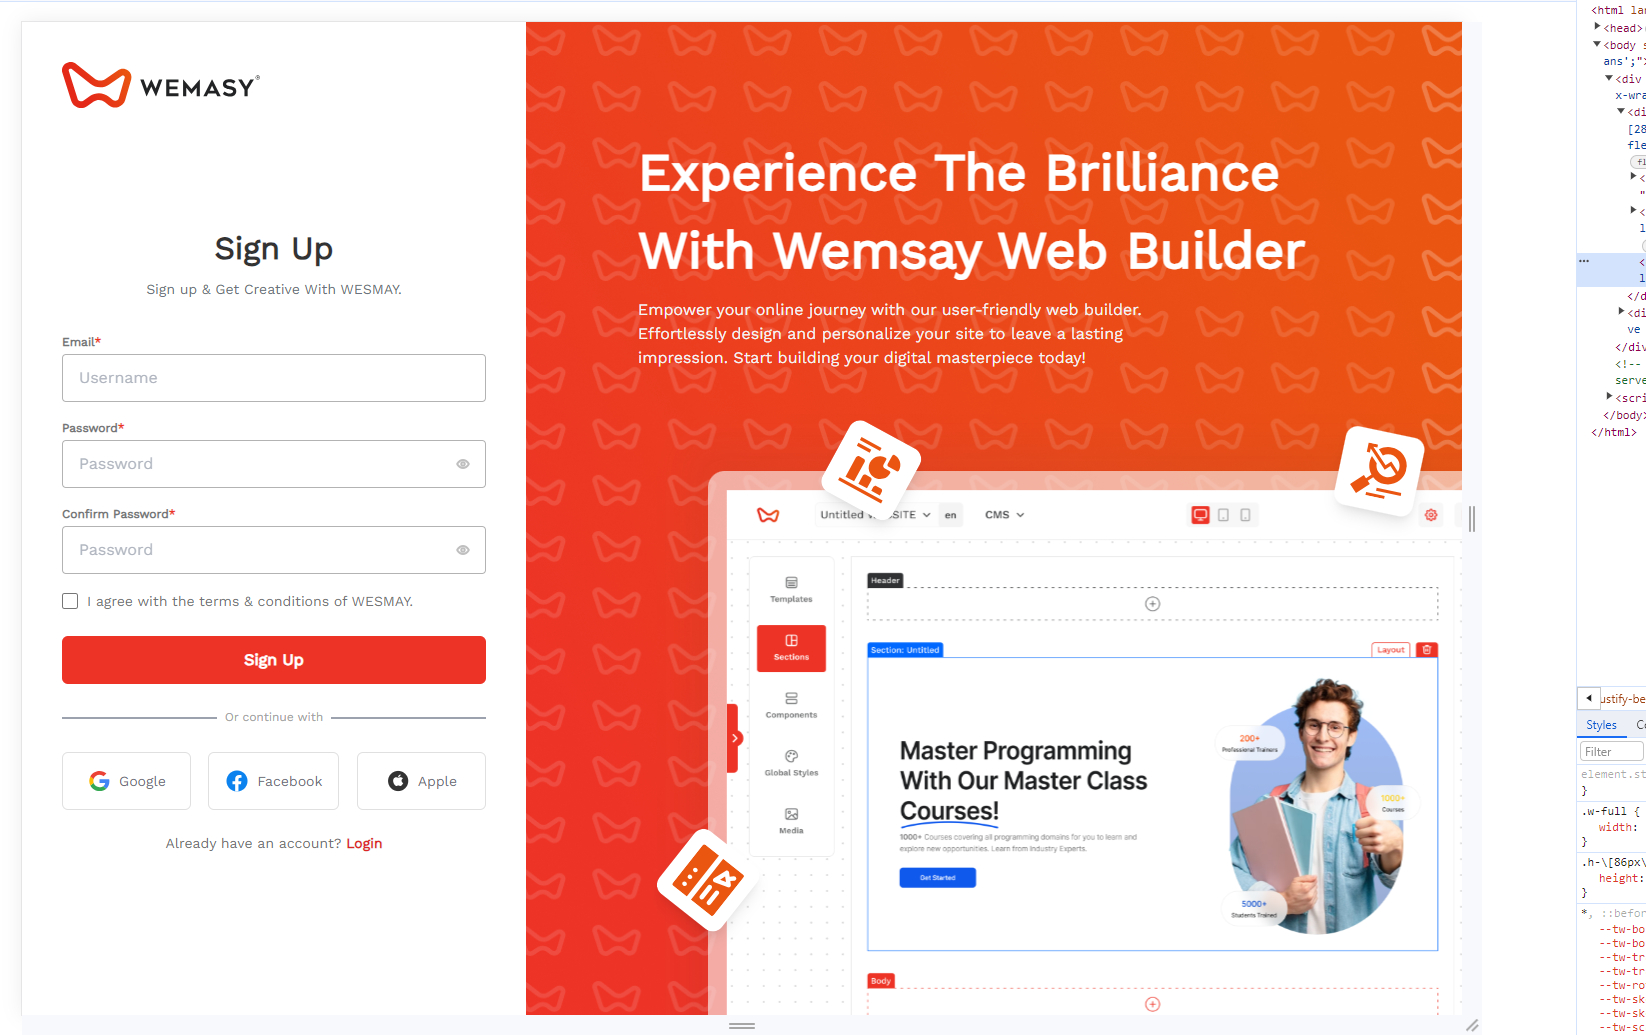 WEMASY®
Sign Up
Sign up & Get Creative With WESMAY.
Email*
Username
Password*
Password
Confirm Password*
Password
I agree with the terms & conditions of WESMAY.
Sign Up
Or continue with
Google
Facebook
Apple
Already have an account? Login
Experience The Brilliance
With Wemsay Web Builder
Empower your online journey with our user-friendly web builder.
Effortlessly design and personalize your site to leave a lasting
impression. Start building your digital masterpiece today!
Untitled
en
CMS
Templates
Sections
Components
Global Styles
Media
Header
Section: Untitled
Layout
Master Programming
With Our Master Class
Courses!
1000+ Courses covering all programming domains for you to learn and
explore new opportunities. Learn from Industry Experts.
Get Started
200+
Professional Trainers
1000+
Courses
5000+
Students Trained
Body
<html la
<head>
<body s
ans';">
<div
x-wra
<di
[28
fle
fl
<
"
<
l
<
l
</d
<di
ve
</div
<!--
serve
<scri
</body>
</html>
ustify-be
Styles
Filter
element.st
}
.w-full {
width:
}
.h-\[86px\
height:
}
*, ::befor
--tw-bo
--tw-bo
--tw-tr
--tw-tr
--tw-ro
--tw-sk
--tw-sk
--tw-sc